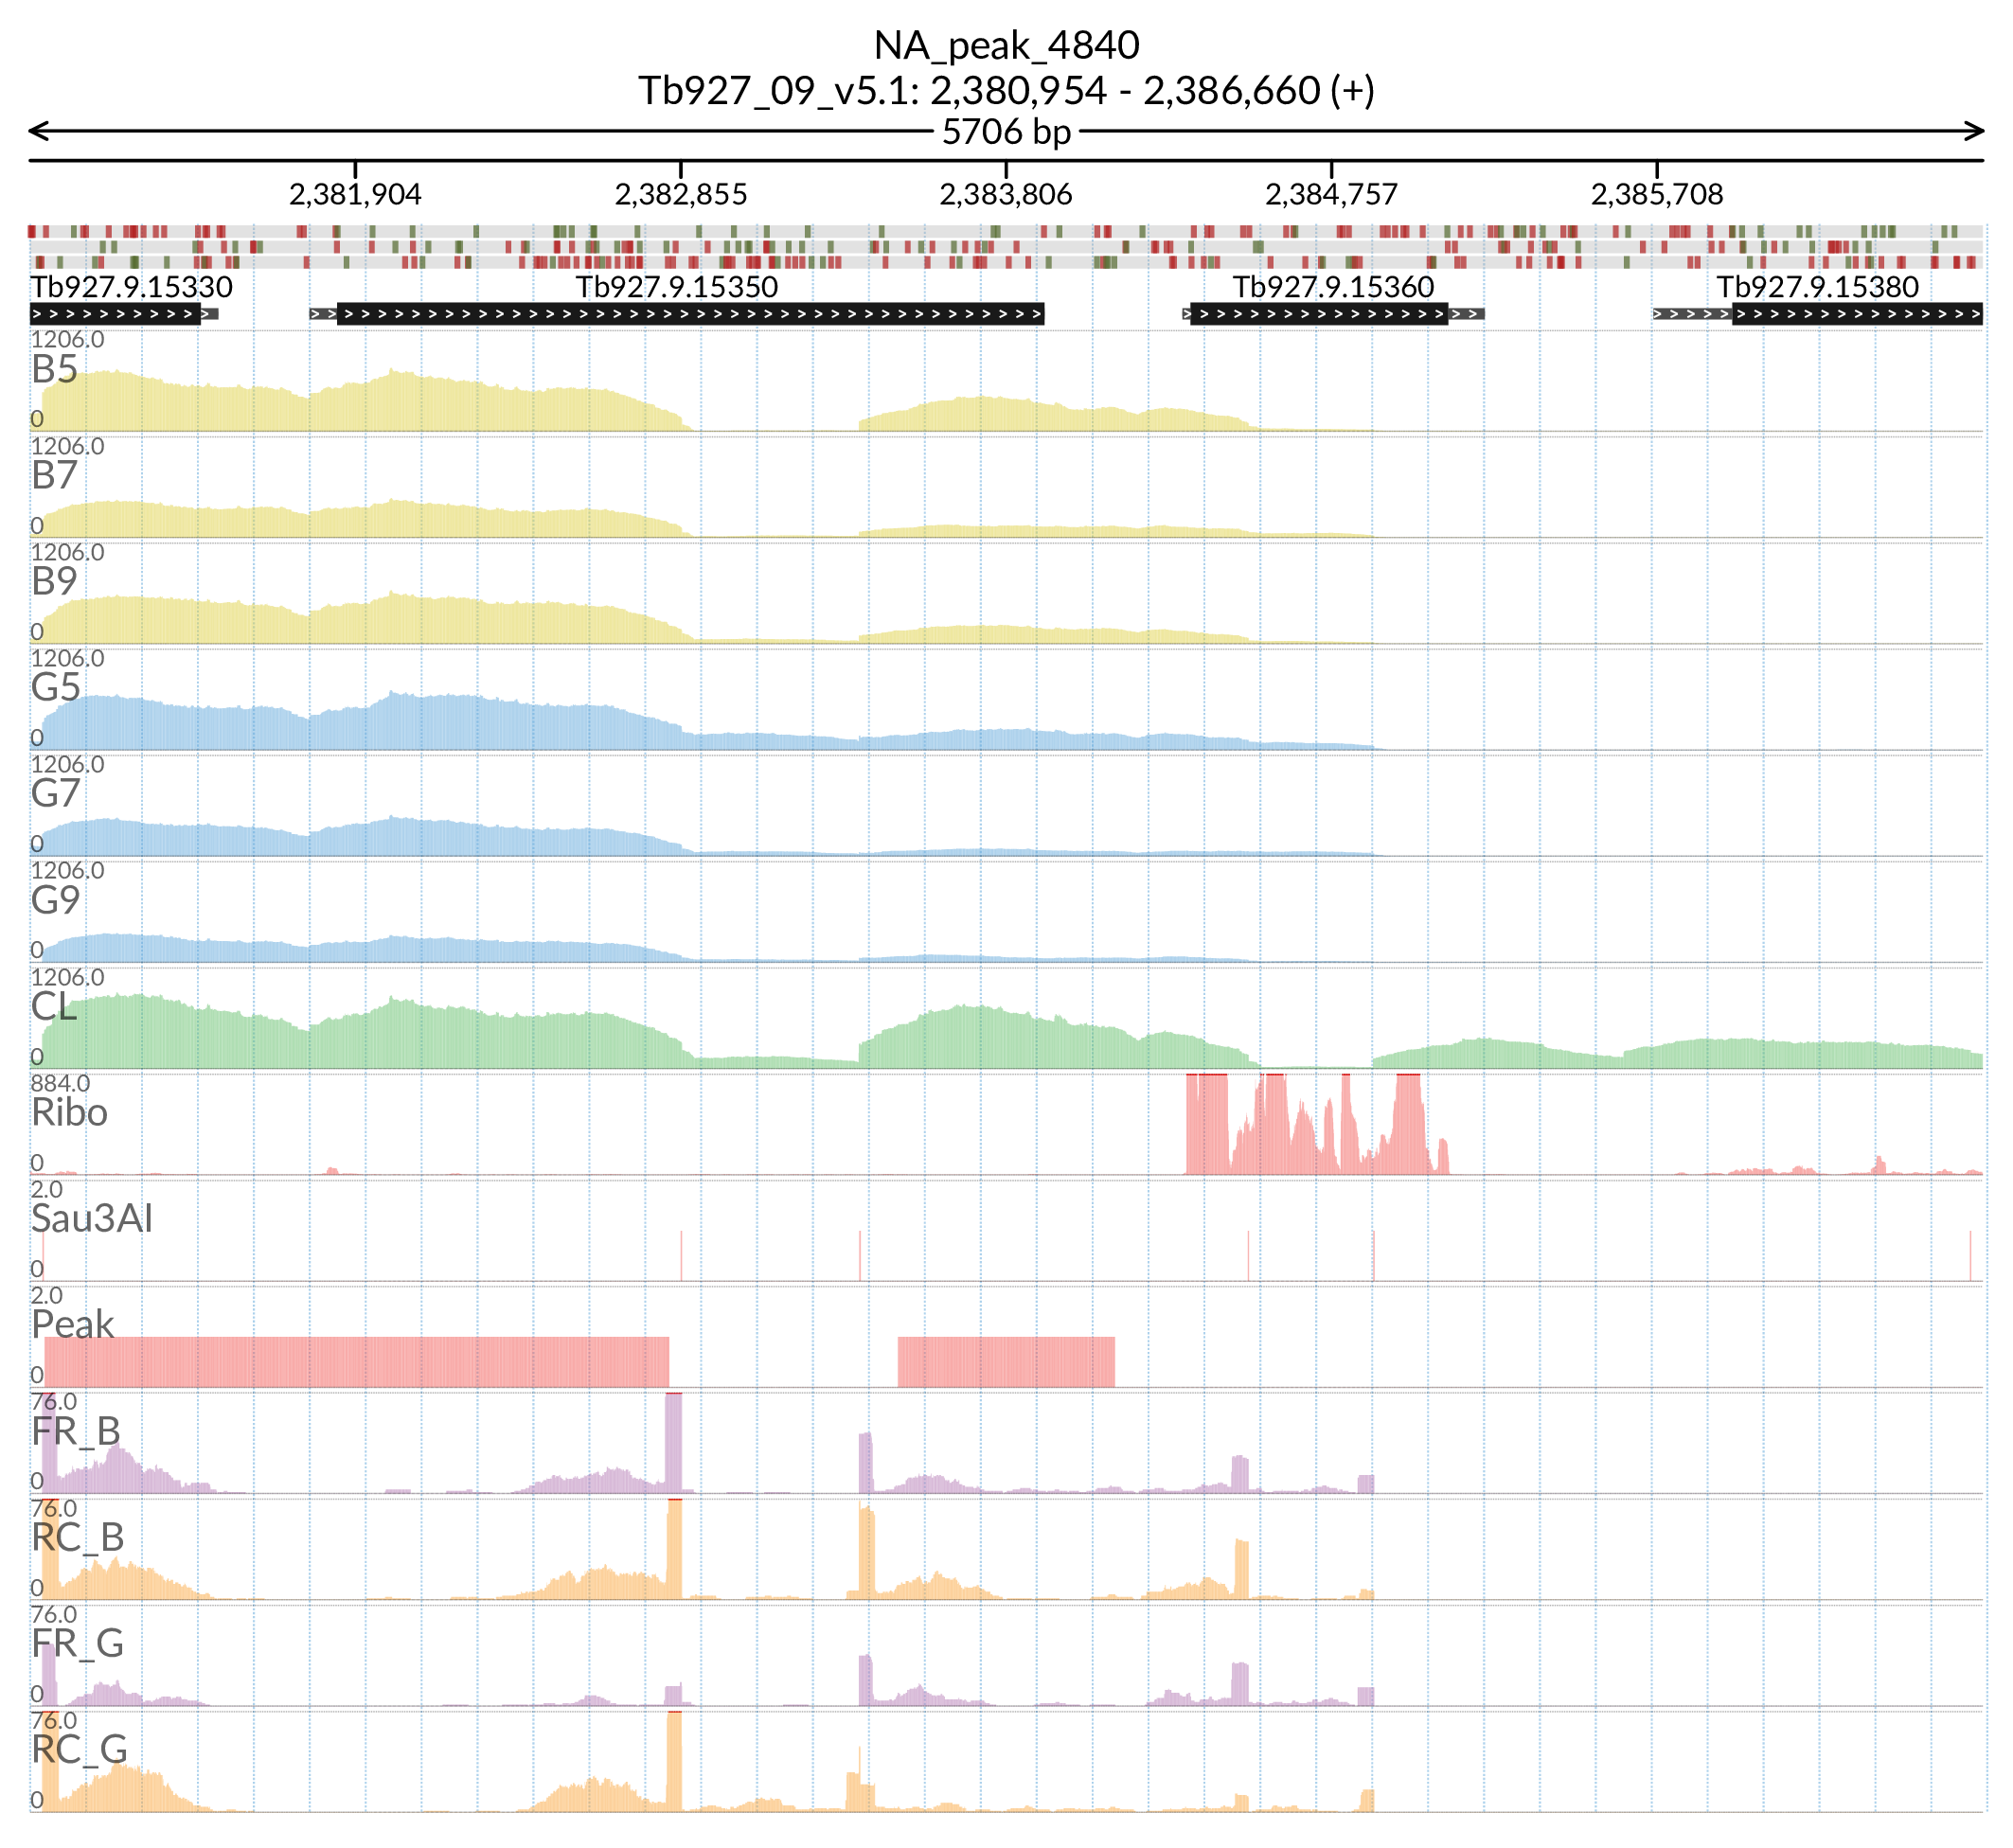 NA_peak_4840
Tb927_09_v5.1: 2,380,954 - 2,386,660 (+)
5706 bp
2,381,904 2,382,855 2,383,806 2,384,757 2,385,708
Tb927.9.15330 Tb927.9.15350 Tb927.9.15360 Tb927.9.15380
1206.0
B5
0
1206.0
B7
0
1206.0
B9
0
1206.0
G5
0
1206.0
G7
0
1206.0
G9
0
1206.0
CL
0
884.0
Ribo
0
2.0
Sau3AI
0
2.0
Peak
0
76.0
FR_B
0
76.0
RC_B
0
76.0
FR_G
0
76.0
RC_G
0